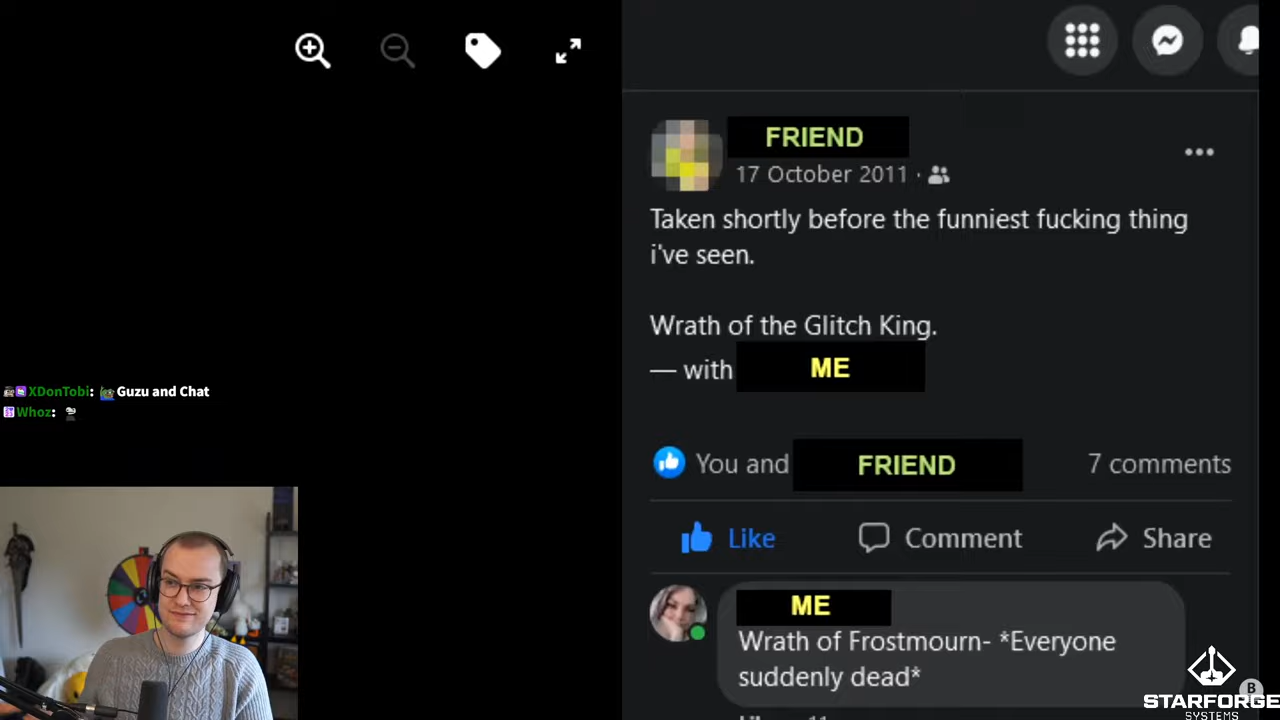 FRIEND
17 October 2011 ·
Taken shortly before the funniest fucking thing
i've seen.
Wrath of the Glitch King.
— with ME
You and FRIEND 7 comments
Like Comment Share
ME
Wrath of Frostmourn- *Everyone
suddenly dead*
XDonTobi: Guzu and Chat
Whoz:
B
STARFORGE
SYSTEMS